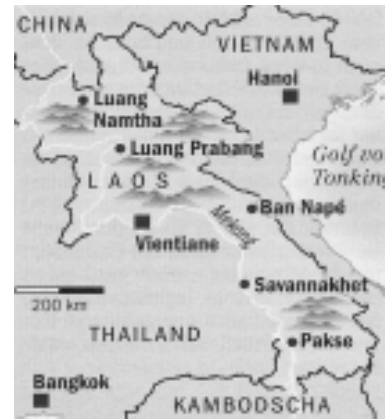 CHINA
VIETNAM
Hanoi
Luang
Namtha
Luang Prabang
Golf vo
Tonking
LAOS
Ban Napé
Mekong
Vientiane
Savannakhet
200 km
THAILAND
Pakse
Bangkok
KAMBODSCHA